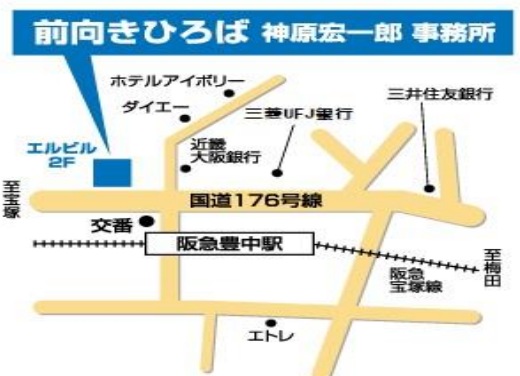 前向きひろば 神原宏一郎 事務所
ホテルアイボリー
ダイエー
三菱UFJ銀行
三井住友銀行
エルビル
2F
近畿
大阪銀行
至宝塚
国道176号線
交番
阪急豊中駅
至梅田
阪急
宝塚線
エトレ